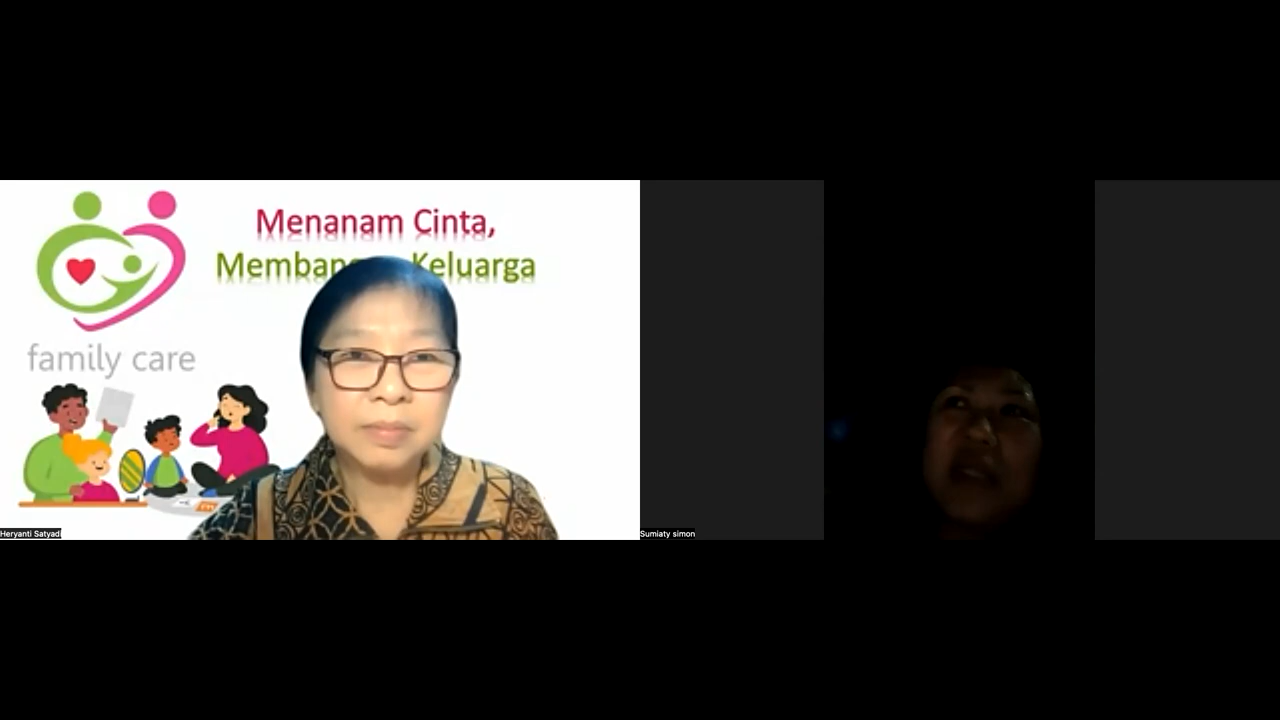 Menanam Cinta,
Keluarga
family care
Heryanti Satyadi
Sumiaty simon